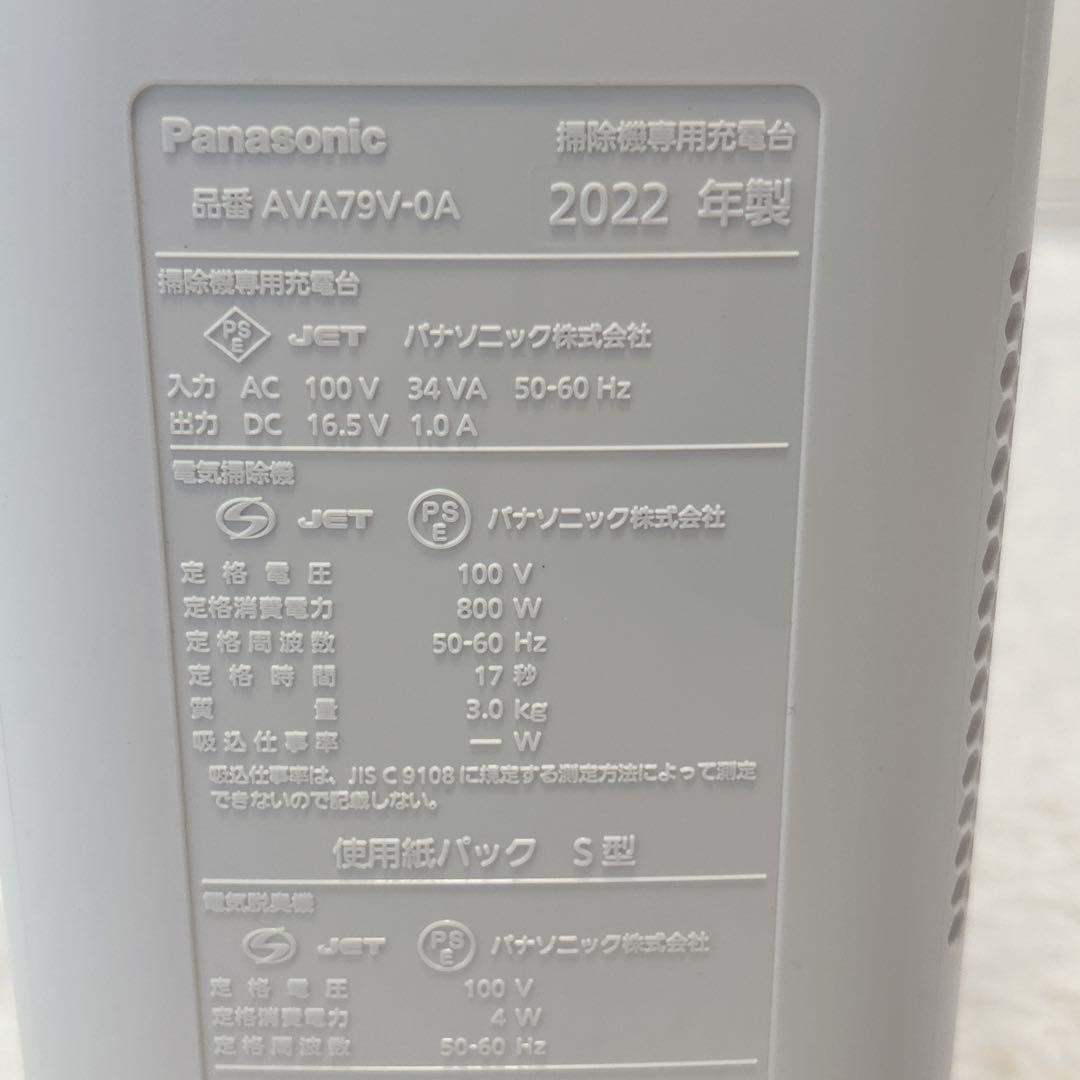 Panasonic 掃除機専用充電台
品番 AVA79V-0A 2022 年製
掃除機専用充電台
PSE JET パナソニック株式会社
入力 AC 100 V 34 VA 50-60 Hz
出力 DC 16.5 V 1.0 A
電気掃除機
S JET PSE パナソニック株式会社
定格電圧 100 V
定格消費電力 800 W
定格周波数 50-60 Hz
定格時間 17 秒
質量 3.0 kg
吸込仕事率 — W
吸込仕事率は、JIS C 9108 に規定する測定方法によって測定
できないので記載しない。
使用紙パック S 型
電気脱臭機
S JET PSE パナソニック株式会社
定格電圧 100 V
定格消費電力 4 W
定格周波数 50-60 Hz